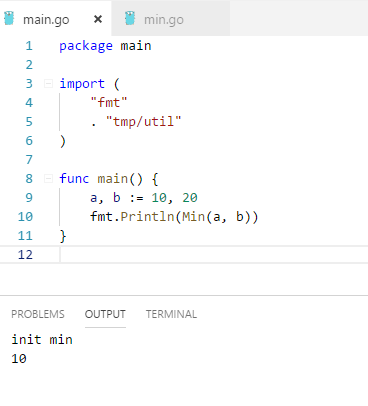 main.go × min.go
1 package main
2
3 import (
4     "fmt"
5     . "tmp/util"
6 )
7
8 func main() {
9     a, b := 10, 20
10     fmt.Println(Min(a, b))
11 }
12
PROBLEMS OUTPUT TERMINAL
init min
10